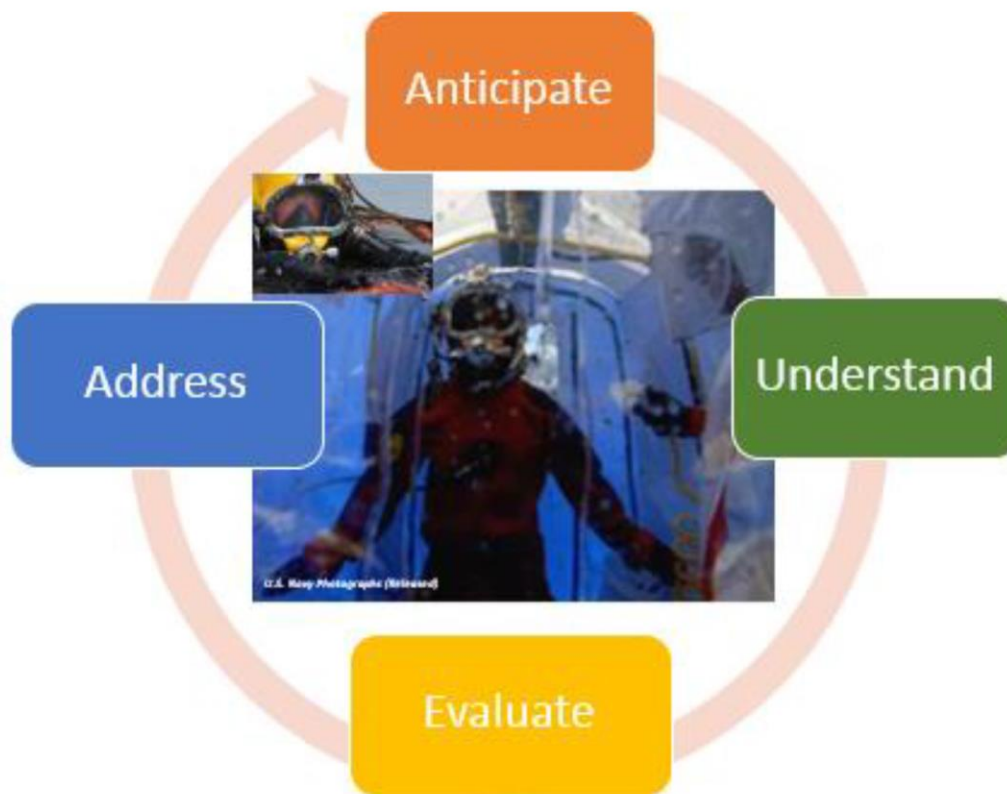 Anticipate
Address
Understand
U.S. Navy Photographs (Released)
Evaluate